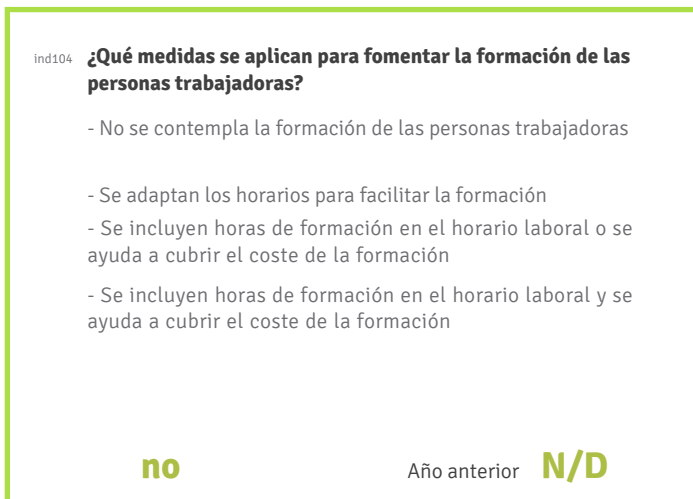 ind104 ¿Qué medidas se aplican para fomentar la formación de las
personas trabajadoras?
- No se contempla la formación de las personas trabajadoras
- Se adaptan los horarios para facilitar la formación
- Se incluyen horas de formación en el horario laboral o se
ayuda a cubrir el coste de la formación
- Se incluyen horas de formación en el horario laboral y se
ayuda a cubrir el coste de la formación
no Año anterior N/D